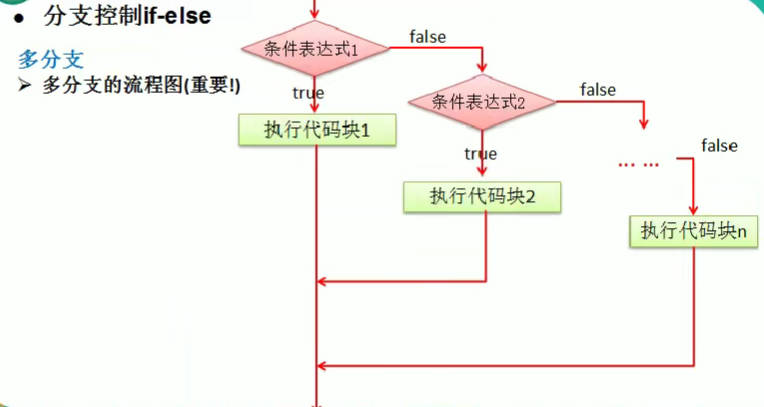 • 分支控制if-else
多分支
➢ 多分支的流程图(重要!)
条件表达式1
false
true
执行代码块1
条件表达式2
false
true
执行代码块2
... ...
false
执行代码块n